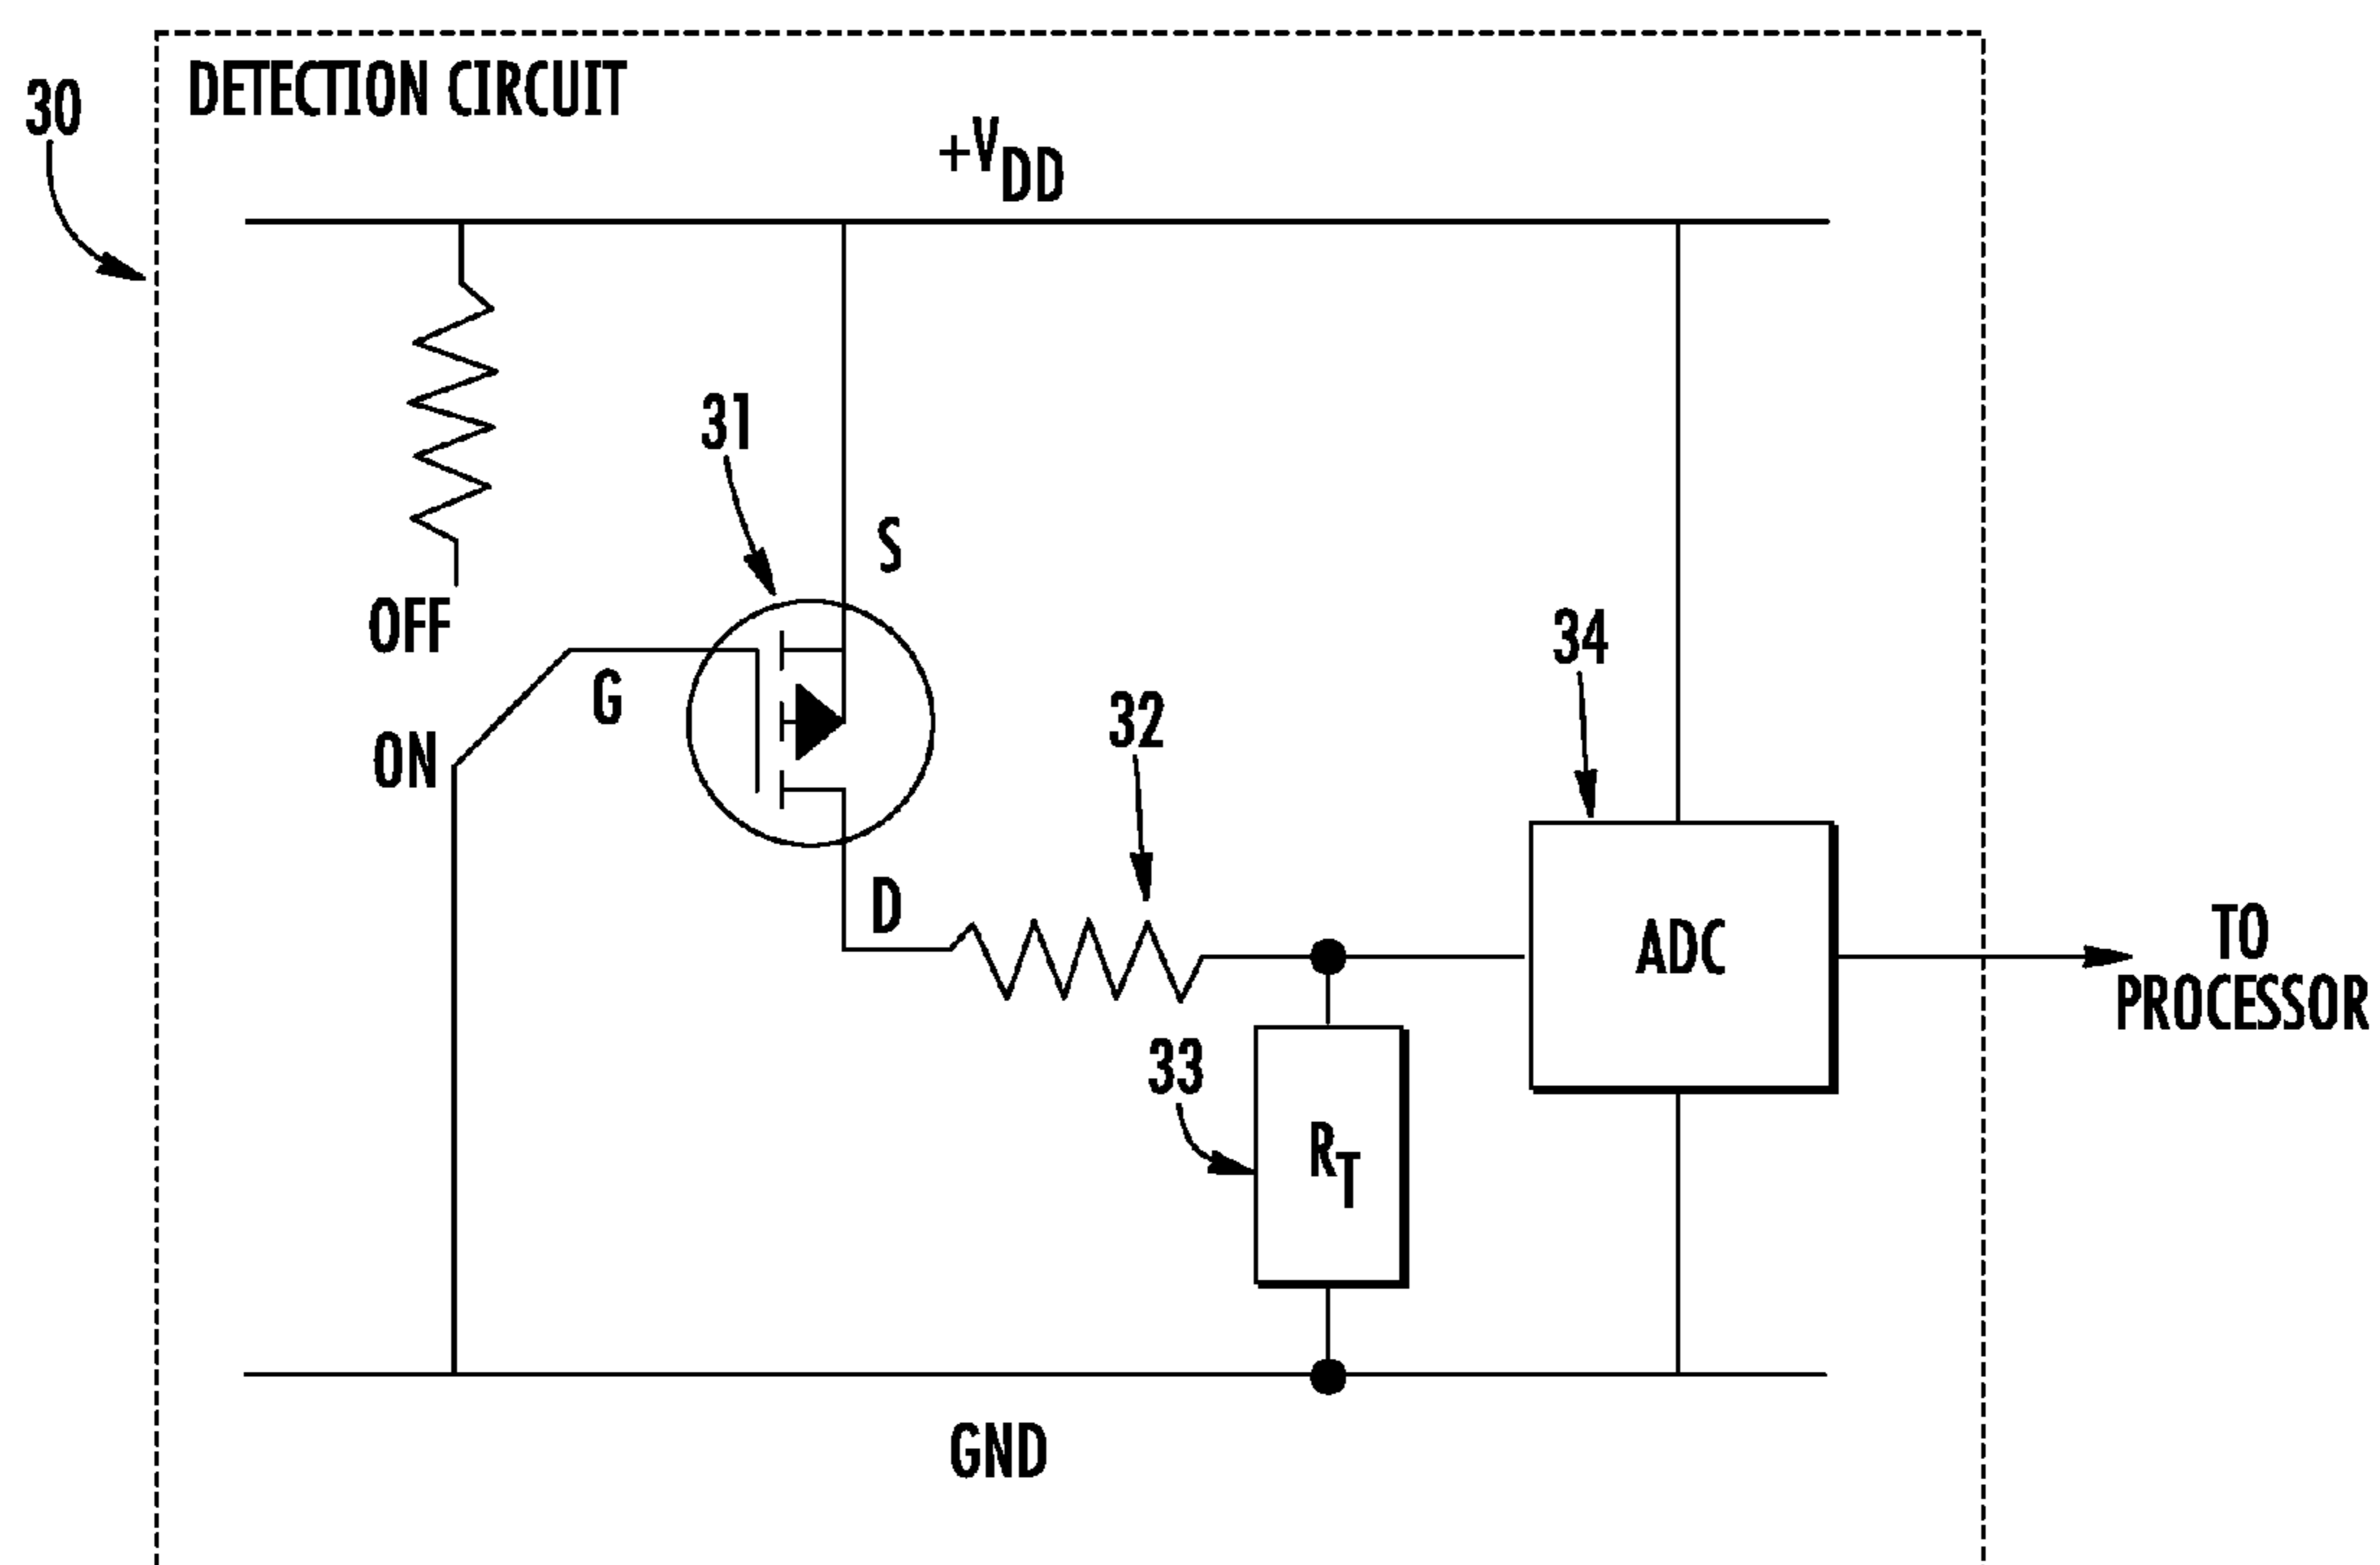 DETECTION CIRCUIT
30
+VDD
31
S
OFF
G
34
ON
32
D
ADC
TO
PROCESSOR
33
RT
GND